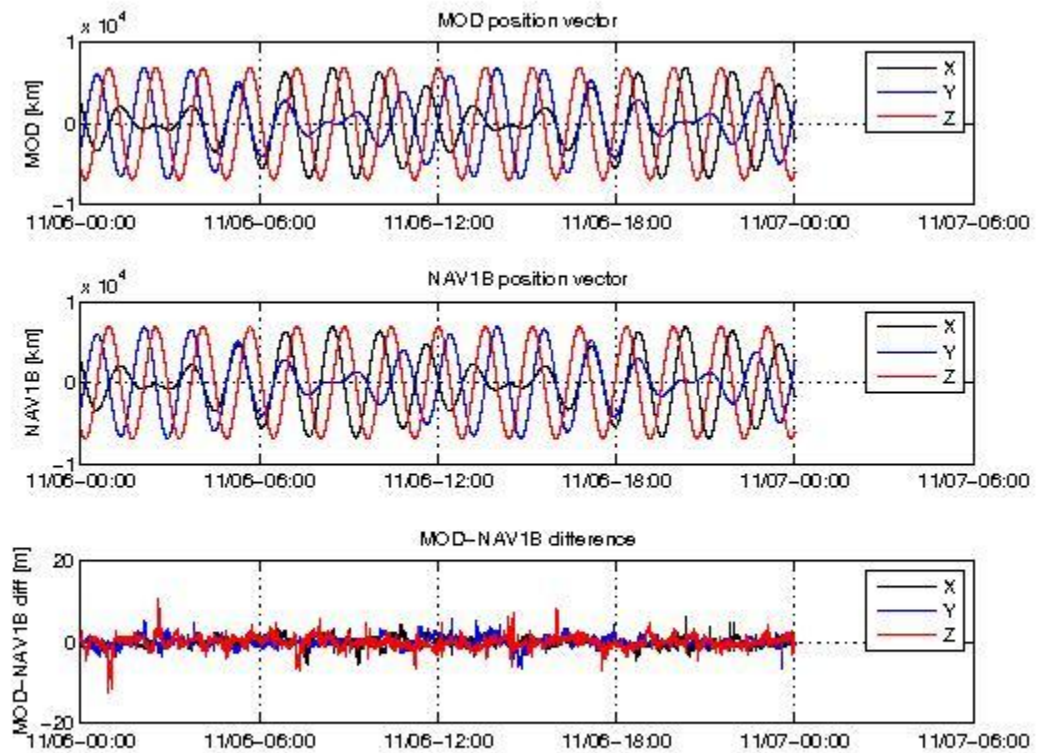 MOD position vector
x 10^4
1
0
−1
MOD [km]
X
Y
Z
11/06−00:00 11/06−06:00 11/06−12:00 11/06−18:00 11/07−00:00 11/07−06:00
NAV1B position vector
x 10^4
1
0
−1
NAV1B [km]
X
Y
Z
11/06−00:00 11/06−06:00 11/06−12:00 11/06−18:00 11/07−00:00 11/07−06:00
MOD−NAV1B difference
20
0
−20
MOD−NAV1B diff [m]
X
Y
Z
11/06−00:00 11/06−06:00 11/06−12:00 11/06−18:00 11/07−00:00 11/07−06:00